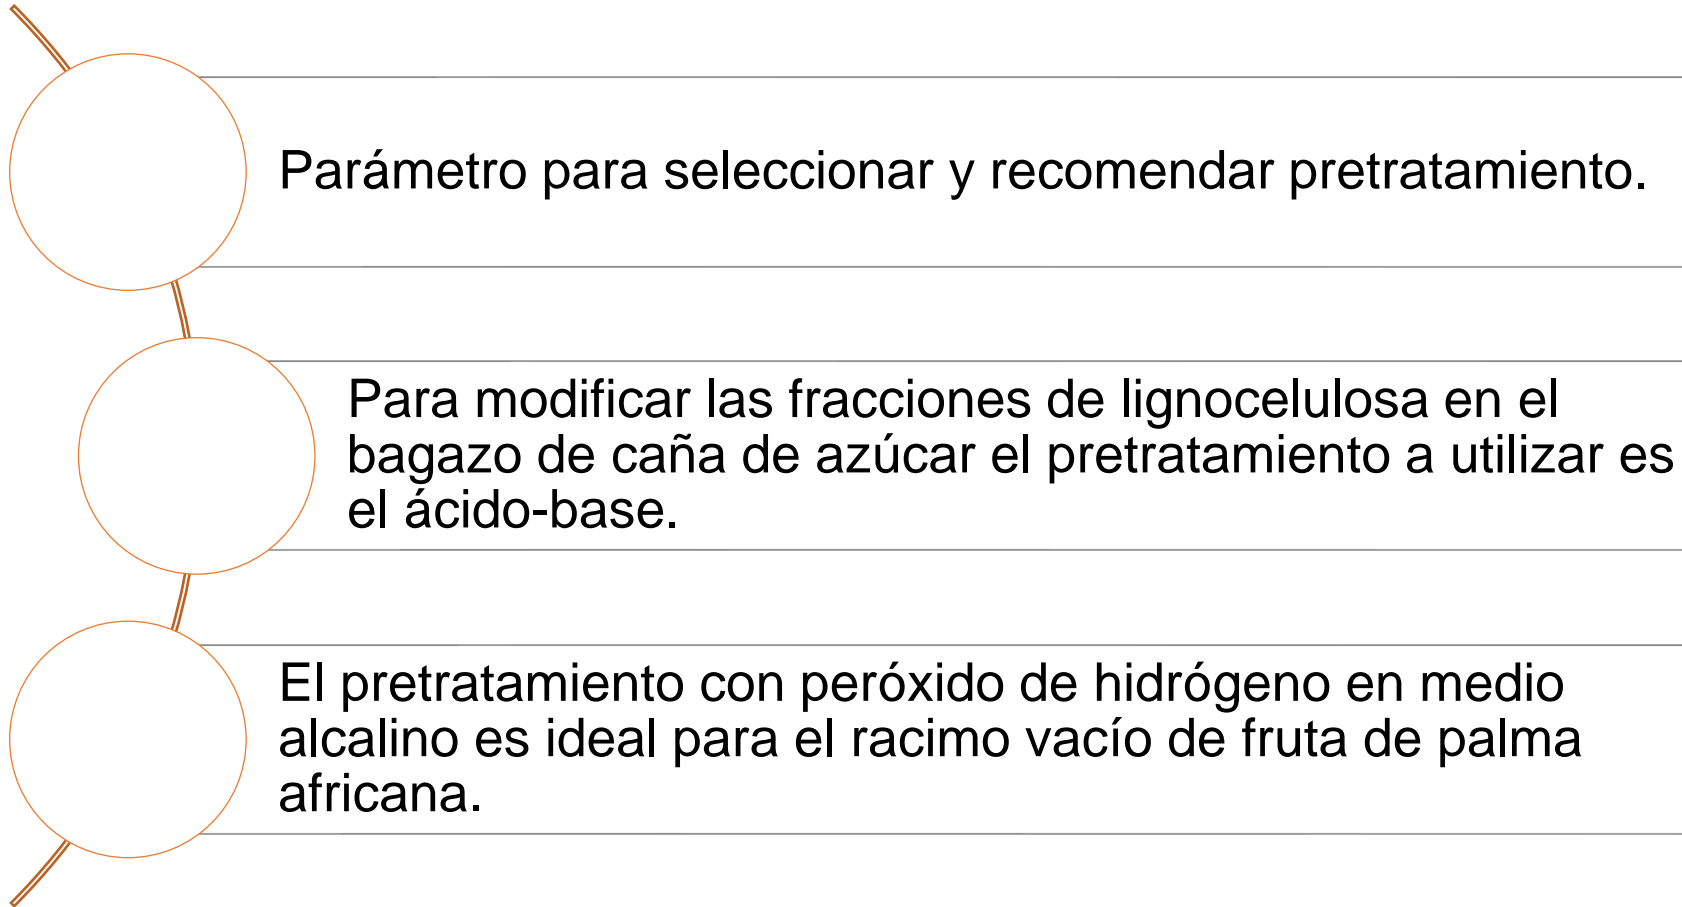 Parámetro para seleccionar y recomendar pretratamiento.
Para modificar las fracciones de lignocelulosa en el
bagazo de caña de azúcar el pretratamiento a utilizar es
el ácido-base.
El pretratamiento con peróxido de hidrógeno en medio
alcalino es ideal para el racimo vacío de fruta de palma
africana.